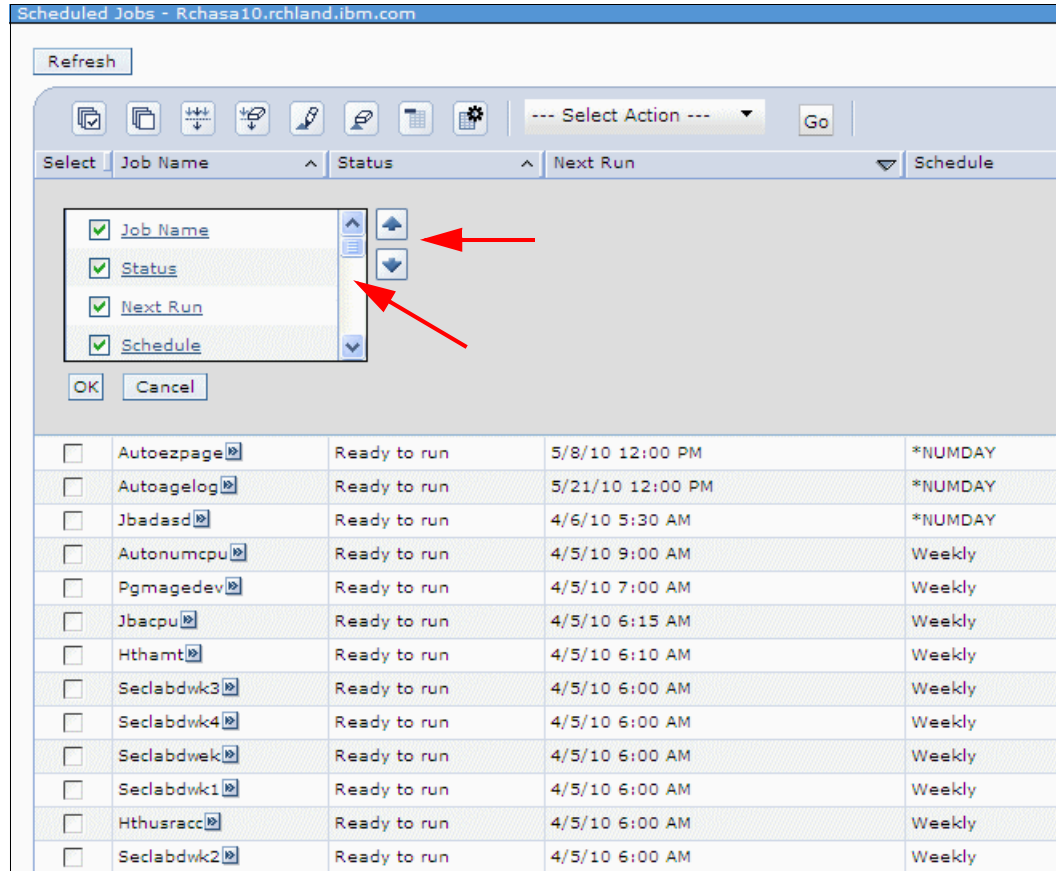 Scheduled Jobs - Rchasa10.rchland.ibm.com
Refresh
--- Select Action --- Go
Select Job Name Status Next Run Schedule
Job Name
Status
Next Run
Schedule
OK Cancel
Autoezpage Ready to run 5/8/10 12:00 PM *NUMDAY
Autoagelog Ready to run 5/21/10 12:00 PM *NUMDAY
Jbadasd Ready to run 4/6/10 5:30 AM *NUMDAY
Autonumcpu Ready to run 4/5/10 9:00 AM Weekly
Pgmagedev Ready to run 4/5/10 7:00 AM Weekly
Jbacpu Ready to run 4/5/10 6:15 AM Weekly
Hthamt Ready to run 4/5/10 6:10 AM Weekly
Seclabdwk3 Ready to run 4/5/10 6:00 AM Weekly
Seclabdwk4 Ready to run 4/5/10 6:00 AM Weekly
Seclabdwek Ready to run 4/5/10 6:00 AM Weekly
Seclabdwk1 Ready to run 4/5/10 6:00 AM Weekly
Hthusracc Ready to run 4/5/10 6:00 AM Weekly
Seclabdwk2 Ready to run 4/5/10 6:00 AM Weekly